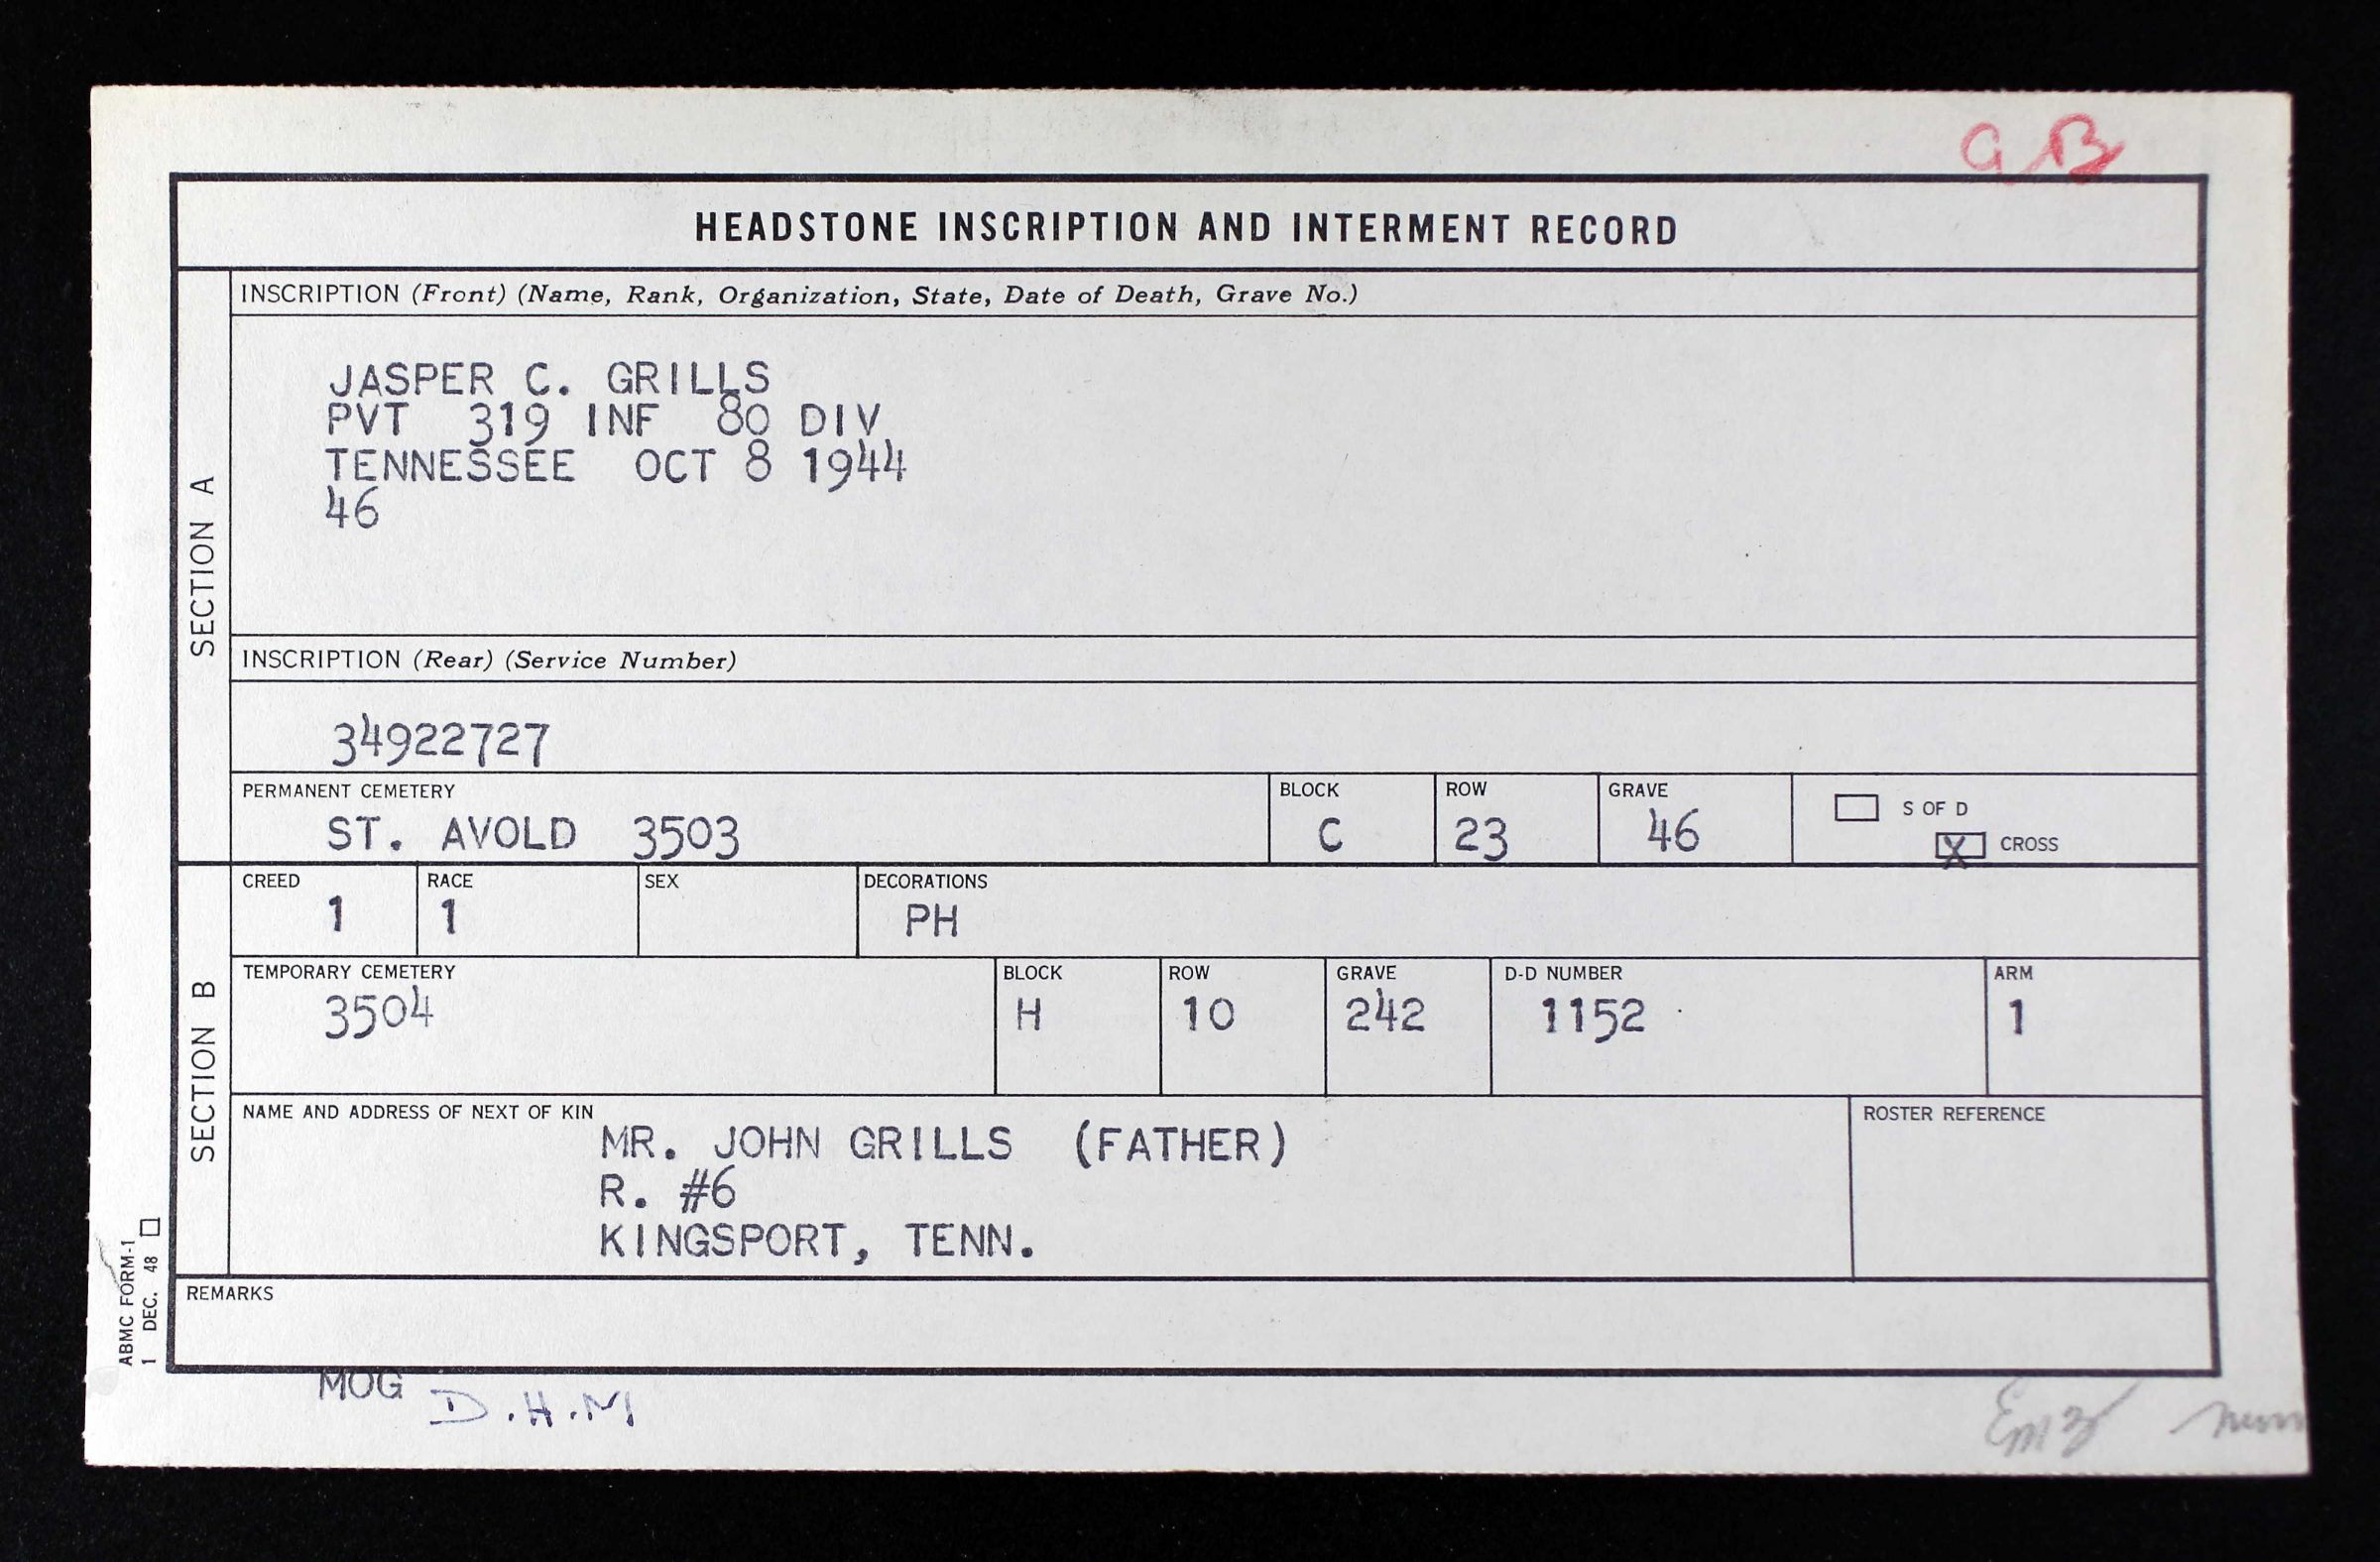 G B
HEADSTONE INSCRIPTION AND INTERMENT RECORD
SECTION A
INSCRIPTION (Front) (Name, Rank, Organization, State, Date of Death, Grave No.)
JASPER C. GRILLS
PVT 319 INF 80 DIV
TENNESSEE OCT 8 1944
46
INSCRIPTION (Rear) (Service Number)
34922727
PERMANENT CEMETERY BLOCK ROW GRAVE S OF D
ST. AVOLD 3503 C 23 46 X CROSS
SECTION B
CREED RACE SEX DECORATIONS
1 1 PH
TEMPORARY CEMETERY BLOCK ROW GRAVE D-D NUMBER ARM
3504 H 10 242 1152 1
NAME AND ADDRESS OF NEXT OF KIN ROSTER REFERENCE
MR. JOHN GRILLS (FATHER)
R. #6
KINGSPORT, TENN.
REMARKS
ABMC FORM-1
1 DEC. 48
MOG D.H.M